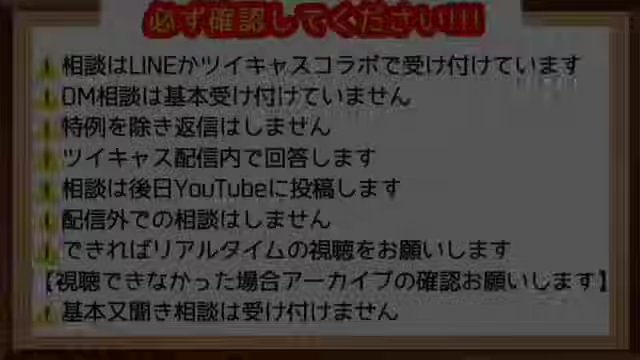 必ず確認してください!!!
⚠相談はLINEかツイキャスコラボで受け付けています
⚠DM相談は基本受け付けていません
⚠特例を除き返信はしません
⚠ツイキャス配信内で回答します
⚠相談は後日YouTubeに投稿します
⚠配信外での相談はしません
⚠できればリアルタイムの視聴をお願いします
【視聴できなかった場合アーカイブの確認お願いします】
⚠基本又聞き相談は受け付けません